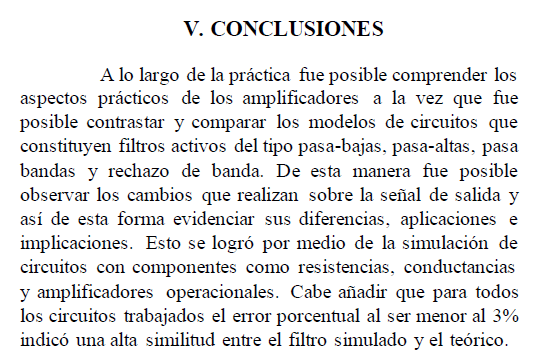 V. CONCLUSIONES
A lo largo de la práctica fue posible comprender los
aspectos prácticos de los amplificadores a la vez que fue
posible contrastar y comparar los modelos de circuitos que
constituyen filtros activos del tipo pasa-bajas, pasa-altas, pasa
bandas y rechazo de banda. De esta manera fue posible
observar los cambios que realizan sobre la señal de salida y
así de esta forma evidenciar sus diferencias, aplicaciones e
implicaciones. Esto se logró por medio de la simulación de
circuitos con componentes como resistencias, conductancias
y amplificadores operacionales. Cabe añadir que para todos
los circuitos trabajados el error porcentual al ser menor al 3%
indicó una alta similitud entre el filtro simulado y el teórico.